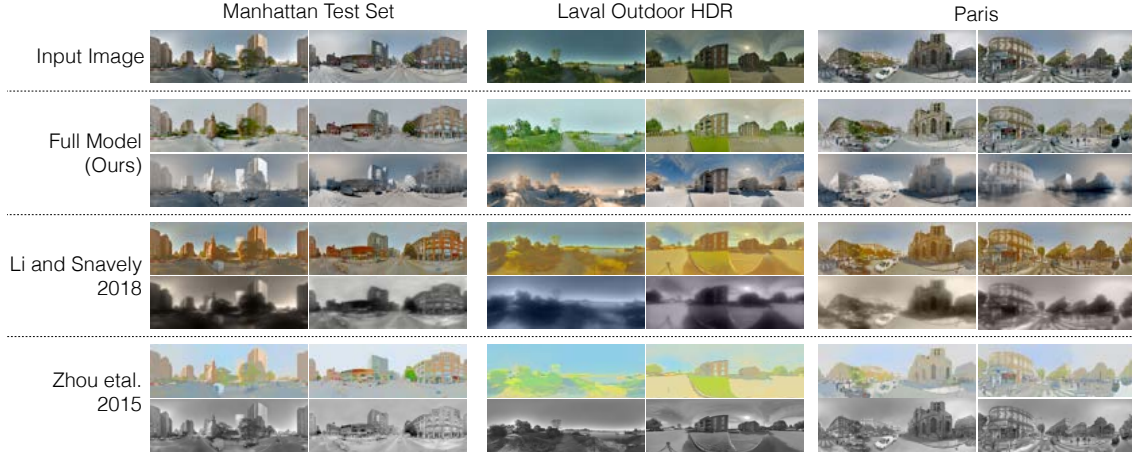 Manhattan Test Set
Laval Outdoor HDR
Paris
Input Image
Full Model
(Ours)
Li and Snavely
2018
Zhou etal.
2015